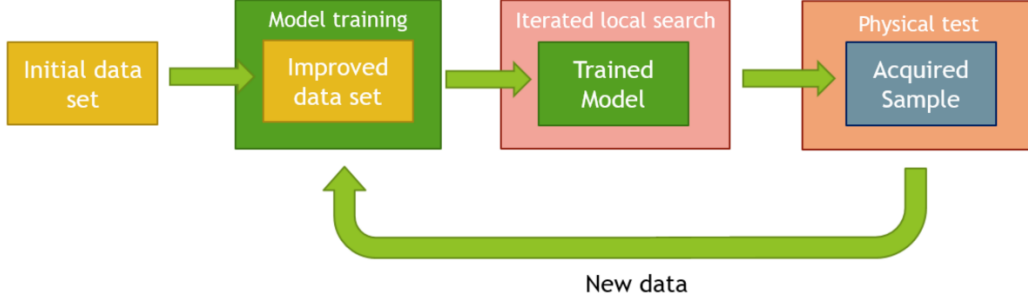 Model training
Iterated local search
Physical test
Initial data
set
Improved
data set
Trained
Model
Acquired
Sample
New data